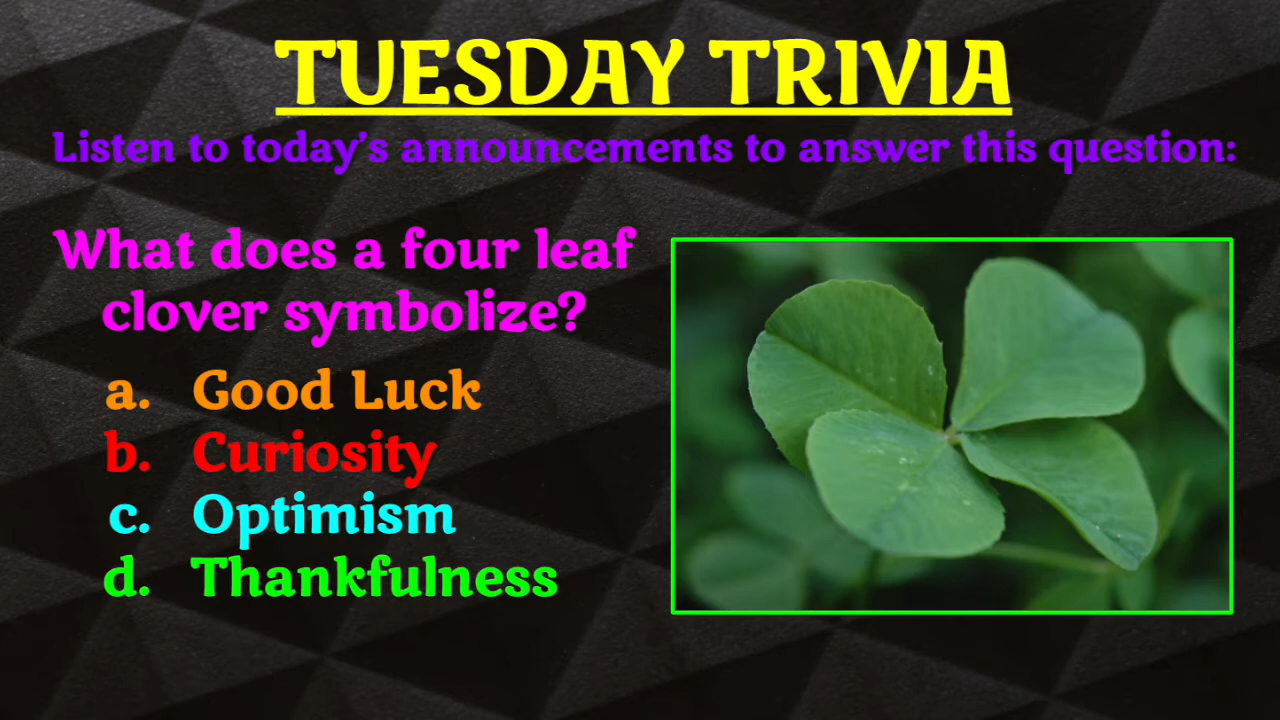 TUESDAY TRIVIA
Listen to today's announcements to answer this question:
What does a four leaf
clover symbolize?
a. Good Luck
b. Curiosity
c. Optimism
d. Thankfulness